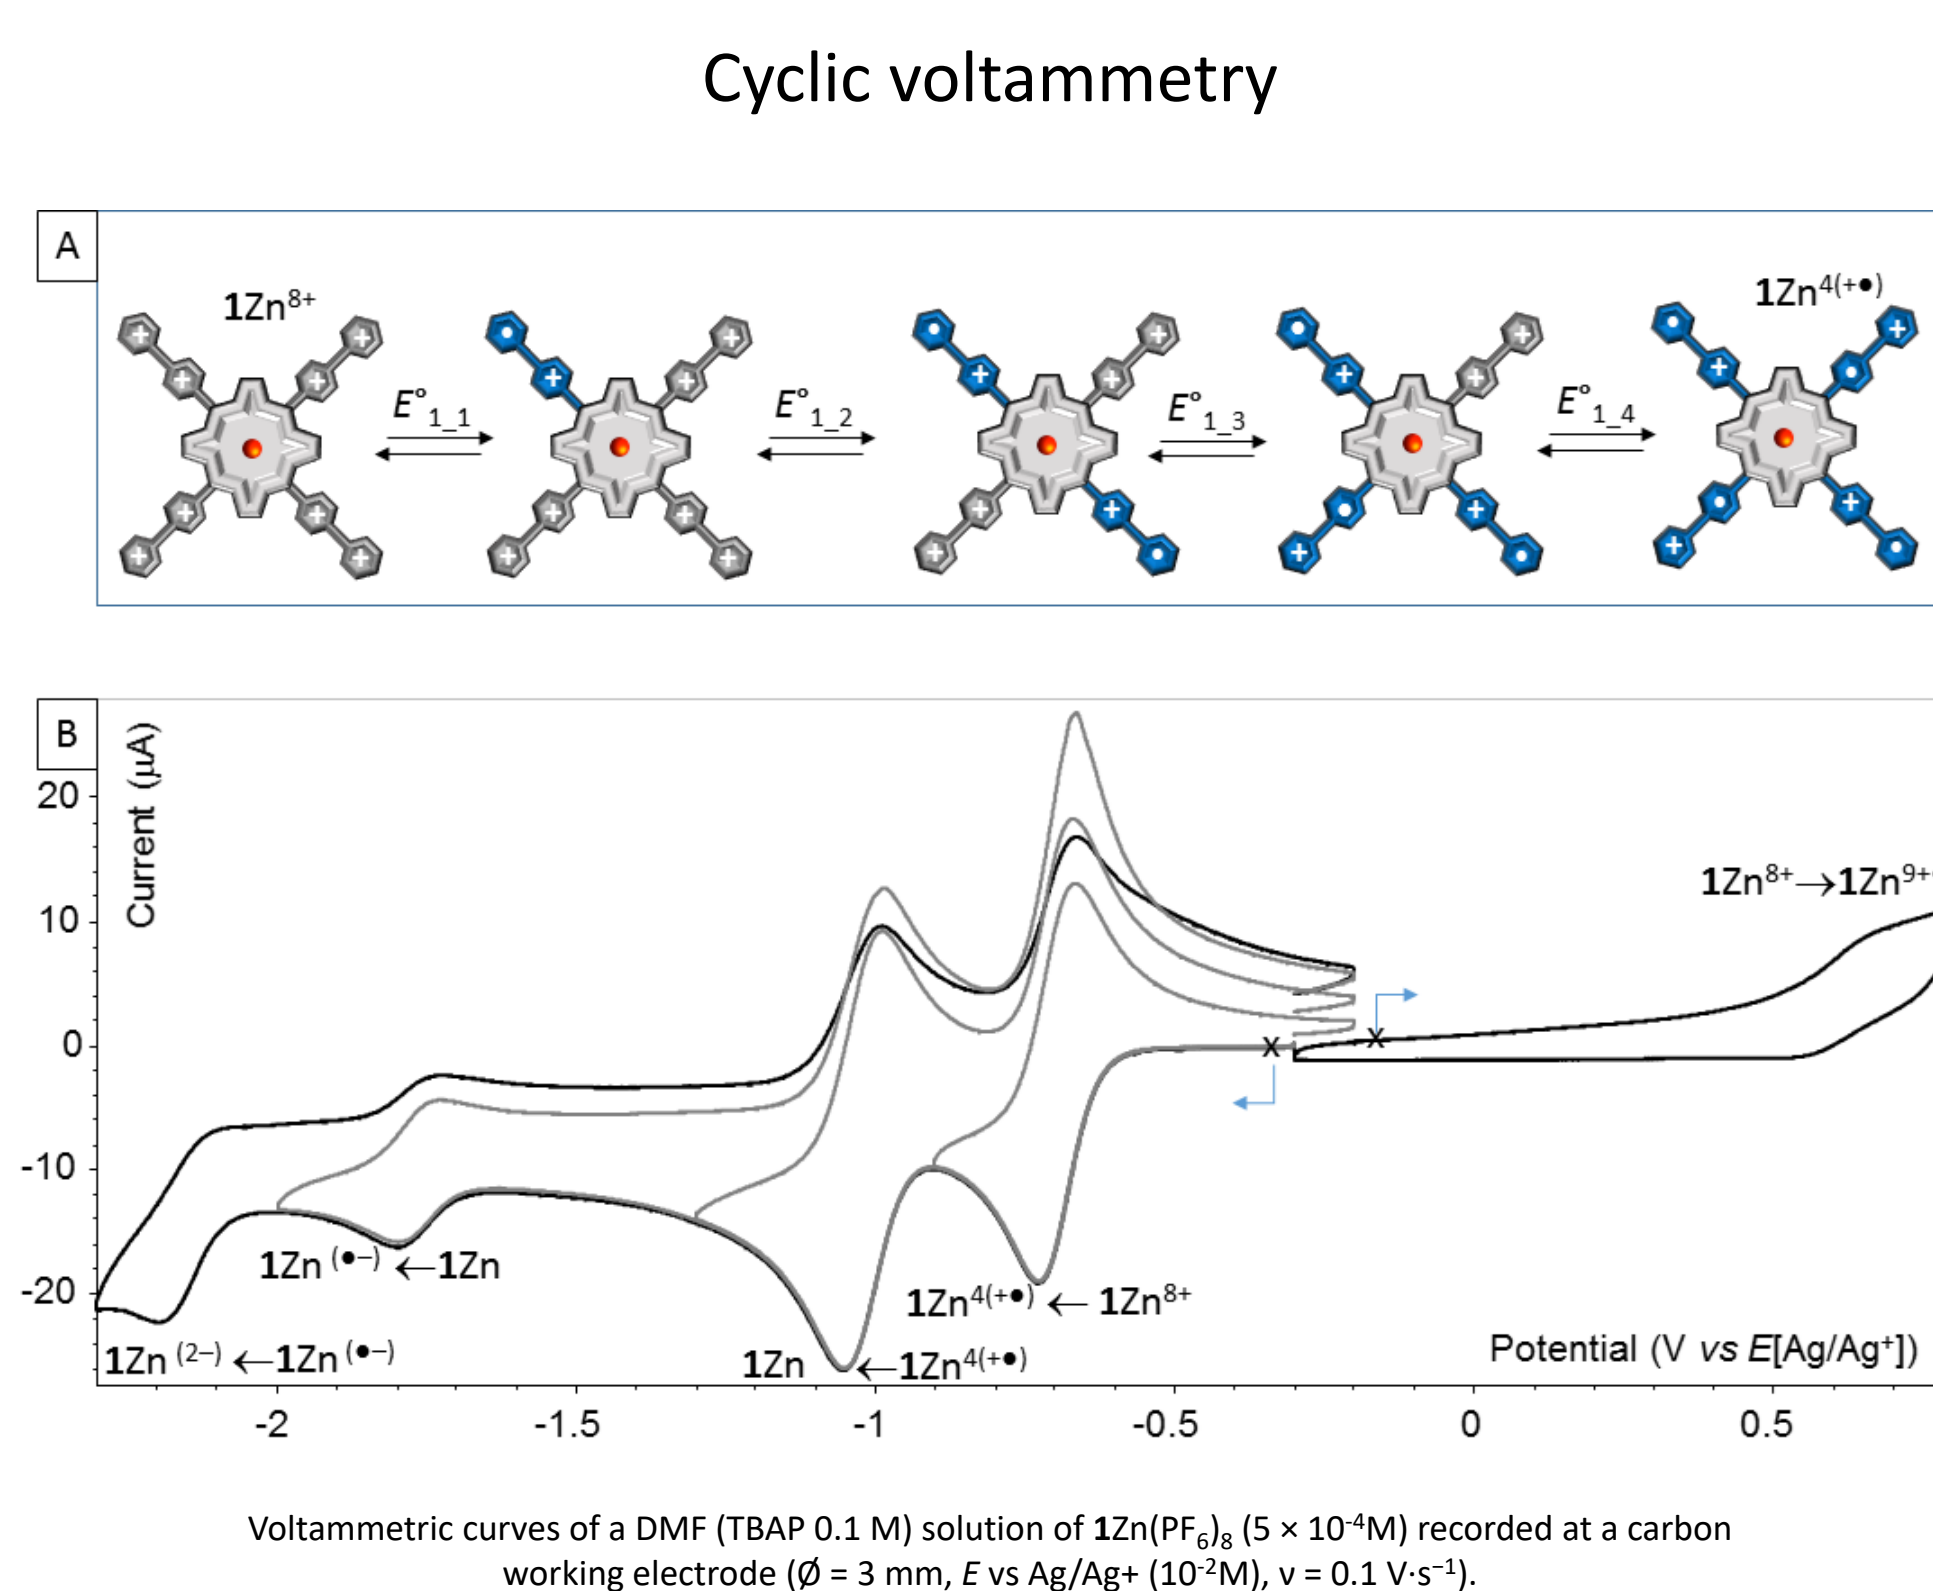 Cyclic voltammetry
A
1Zn⁸⁺
1Zn⁴⁽⁺•⁾
E°₁_₁
E°₁_₂
E°₁_₃
E°₁_₄
B
Current (μA)
20
10
0
-10
-20
1Zn⁸⁺→1Zn⁹⁺
X
X
1Zn⁽•–⁾ ←1Zn
1Zn⁴⁽⁺•⁾ ← 1Zn⁸⁺
1Zn⁽²–⁾ ←1Zn⁽•–⁾
1Zn ←1Zn⁴⁽⁺•⁾
Potential (V vs E[Ag/Ag⁺])
-2
-1.5
-1
-0.5
0
0.5
Voltammetric curves of a DMF (TBAP 0.1 M) solution of 1Zn(PF₆)₈ (5 × 10⁻⁴M) recorded at a carbon
working electrode (Ø = 3 mm, E vs Ag/Ag+ (10⁻²M), ν = 0.1 V·s⁻¹).